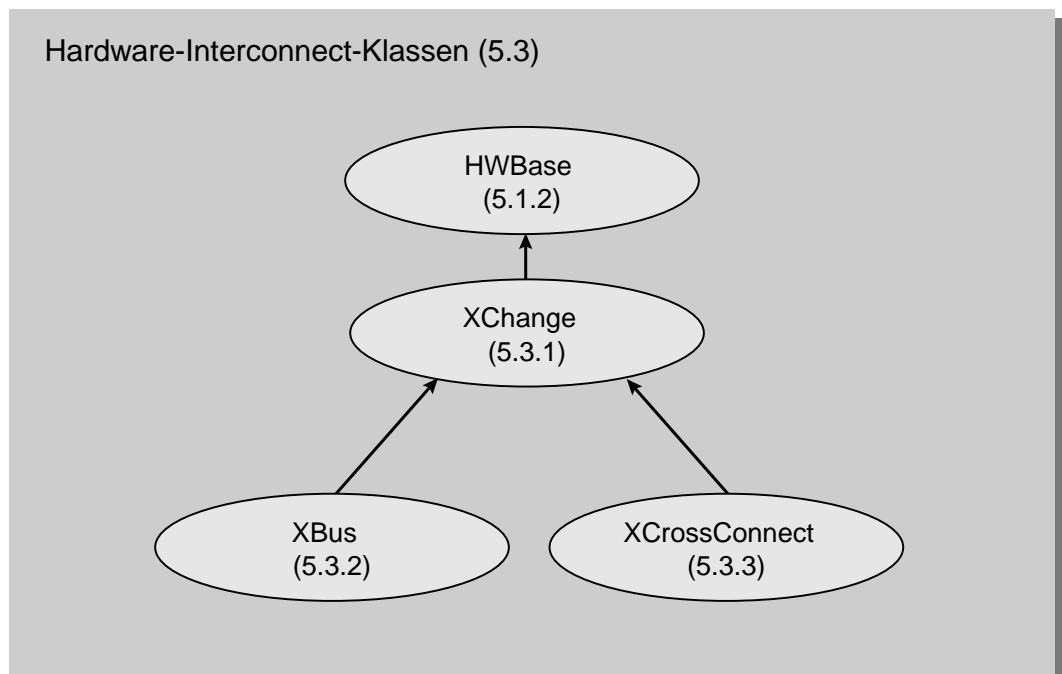 Hardware-Interconnect-Klassen (5.3)
HWBase
(5.1.2)
XChange
(5.3.1)
XBus
(5.3.2)
XCrossConnect
(5.3.3)